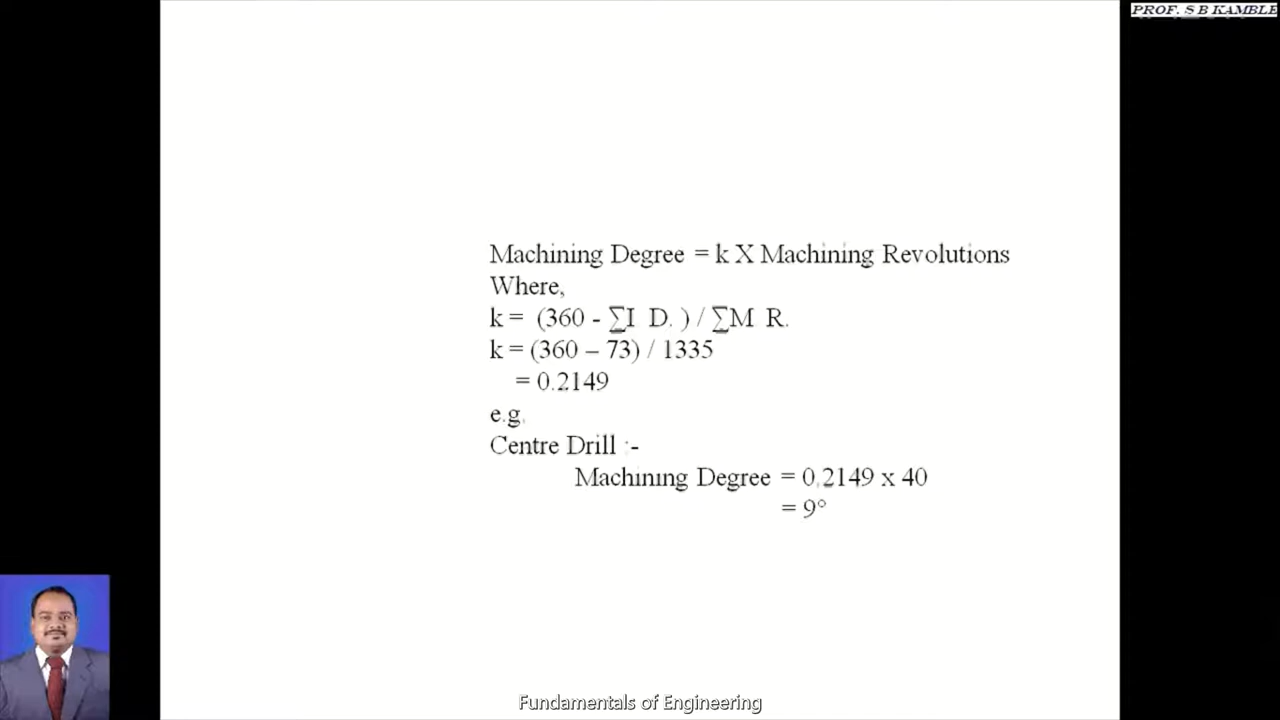 PROF. S B KAMBLE
Machining Degree = k X Machining Revolutions
Where,
k = (360 - ∑I D. ) / ∑M R.
k = (360 – 73) / 1335
= 0.2149
e.g.
Centre Drill :-
Machining Degree = 0.2149 x 40
= 9°
Fundamentals of Engineering